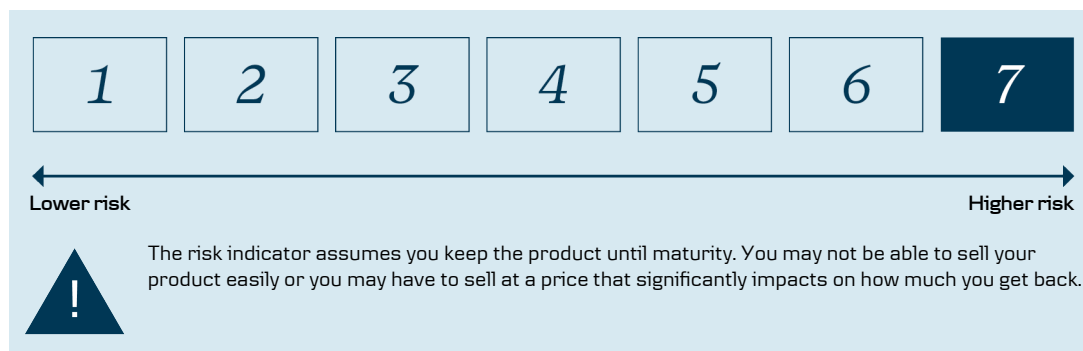 1 2 3 4 5 6 7
Lower risk Higher risk
The risk indicator assumes you keep the product until maturity. You may not be able to sell your
product easily or you may have to sell at a price that significantly impacts on how much you get back.
!